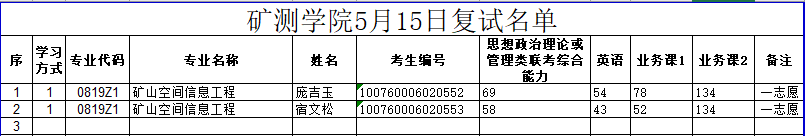 矿测学院5月15日复试名单
序 学习方式 专业代码 专业名称 姓名 考生编号 思想政治理论或管理类联考综合能力 英语 业务课1 业务课2 备注
1 1 0819Z1 矿山空间信息工程 庞吉玉 100760006020552 69 54 78 134 一志愿
2 1 0819Z1 矿山空间信息工程 宿文松 100760006020553 58 43 52 134 一志愿
3